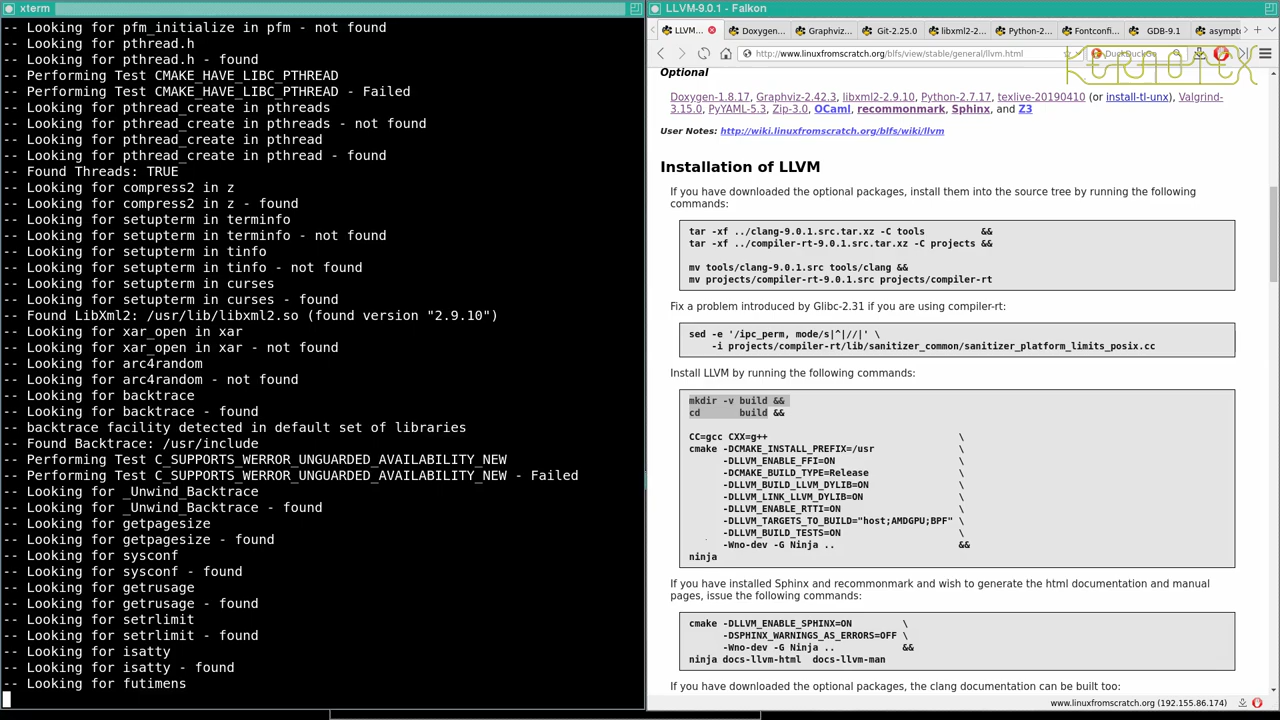 xterm
-- Looking for pfm_initialize in pfm - not found
-- Looking for pthread.h
-- Looking for pthread.h - found
-- Performing Test CMAKE_HAVE_LIBC_PTHREAD
-- Performing Test CMAKE_HAVE_LIBC_PTHREAD - Failed
-- Looking for pthread_create in pthreads
-- Looking for pthread_create in pthreads - not found
-- Looking for pthread_create in pthread
-- Looking for pthread_create in pthread - found
-- Found Threads: TRUE
-- Looking for compress2 in z
-- Looking for compress2 in z - found
-- Looking for setupterm in terminfo
-- Looking for setupterm in terminfo - not found
-- Looking for setupterm in tinfo
-- Looking for setupterm in tinfo - not found
-- Looking for setupterm in curses
-- Looking for setupterm in curses - found
-- Found LibXml2: /usr/lib/libxml2.so (found version "2.9.10")
-- Looking for xar_open in xar
-- Looking for xar_open in xar - not found
-- Looking for arc4random
-- Looking for arc4random - not found
-- Looking for backtrace
-- Looking for backtrace - found
-- backtrace facility detected in default set of libraries
-- Found Backtrace: /usr/include
-- Performing Test C_SUPPORTS_WERROR_UNGUARDED_AVAILABILITY_NEW
-- Performing Test C_SUPPORTS_WERROR_UNGUARDED_AVAILABILITY_NEW - Failed
-- Looking for _Unwind_Backtrace
-- Looking for _Unwind_Backtrace - found
-- Looking for getpagesize
-- Looking for getpagesize - found
-- Looking for sysconf
-- Looking for sysconf - found
-- Looking for getrusage
-- Looking for getrusage - found
-- Looking for setrlimit
-- Looking for setrlimit - found
-- Looking for isatty
-- Looking for isatty - found
-- Looking for futimens
LLVM-9.0.1 - Falkon
LLVM... Doxygen... Graphviz... Git-2.25.0 libxml2-2... Python-2... Fontconfi... GDB-9.1 asympto
http://www.linuxfromscratch.org/blfs/view/stable/general/llvm.html DuckDuckGo
KERNOTEX
Optional
Doxygen-1.8.17, Graphviz-2.42.3, libxml2-2.9.10, Python-2.7.17, texlive-20190410 (or install-tl-unx), Valgrind-
3.15.0, PyYAML-5.3, Zip-3.0, OCaml, recommonmark, Sphinx, and Z3
User Notes: http://wiki.linuxfromscratch.org/blfs/wiki/llvm
Installation of LLVM
If you have downloaded the optional packages, install them into the source tree by running the following
commands:
tar -xf ../clang-9.0.1.src.tar.xz -C tools &&
tar -xf ../compiler-rt-9.0.1.src.tar.xz -C projects &&
mv tools/clang-9.0.1.src tools/clang &&
mv projects/compiler-rt-9.0.1.src projects/compiler-rt
Fix a problem introduced by Glibc-2.31 if you are using compiler-rt:
sed -e '/ipc_perm, mode/s|^|//|' \
-i projects/compiler-rt/lib/sanitizer_common/sanitizer_platform_limits_posix.cc
Install LLVM by running the following commands:
mkdir -v build &&
cd build &&
CC=gcc CXX=g++ \
cmake -DCMAKE_INSTALL_PREFIX=/usr \
-DLLVM_ENABLE_FFI=ON \
-DCMAKE_BUILD_TYPE=Release \
-DLLVM_BUILD_LLVM_DYLIB=ON \
-DLLVM_LINK_LLVM_DYLIB=ON \
-DLLVM_ENABLE_RTTI=ON \
-DLLVM_TARGETS_TO_BUILD="host;AMDGPU;BPF" \
-DLLVM_BUILD_TESTS=ON \
-Wno-dev -G Ninja .. &&
ninja
If you have installed Sphinx and recommonmark and wish to generate the html documentation and manual
pages, issue the following commands:
cmake -DLLVM_ENABLE_SPHINX=ON \
-DSPHINX_WARNINGS_AS_ERRORS=OFF \
-Wno-dev -G Ninja .. &&
ninja docs-llvm-html docs-llvm-man
If you have downloaded the optional packages, the clang documentation can be built too:
www.linuxfromscratch.org (192.155.86.174)